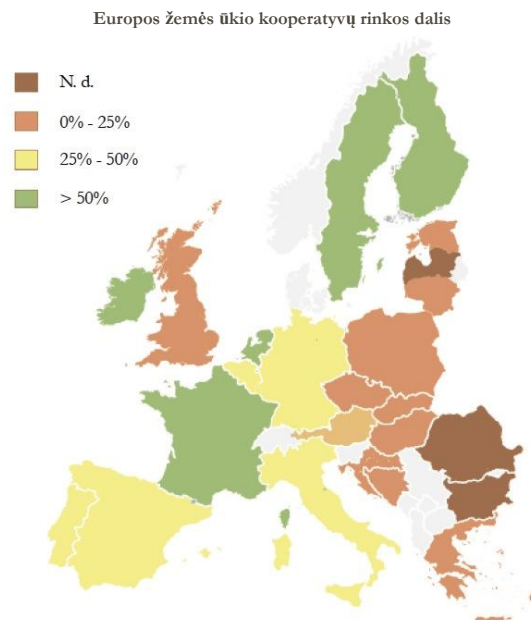 Europos žemės ūkio kooperatyvų rinkos dalis
N. d.
0% - 25%
25% - 50%
> 50%